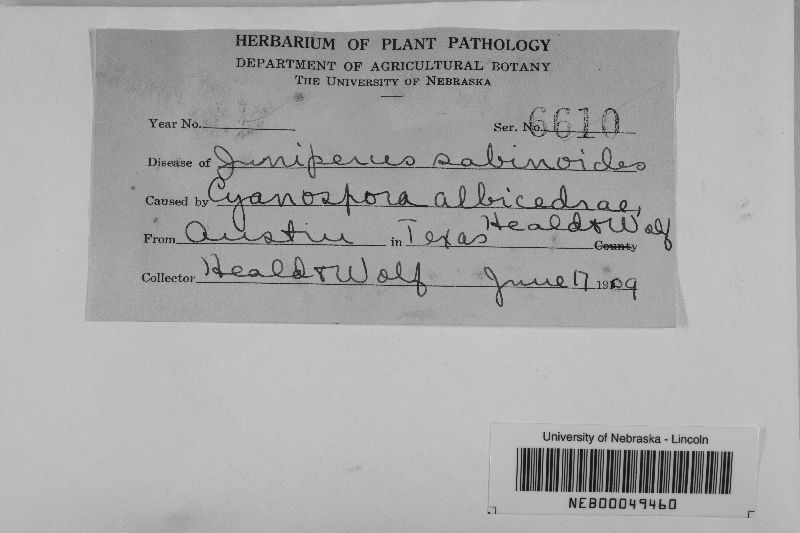 HERBARIUM OF PLANT PATHOLOGY
DEPARTMENT OF AGRICULTURAL BOTANY
THE UNIVERSITY OF NEBRASKA
Year No. Ser. No. 6610
Disease of Juniperus sabinoides
Caused by Cyanospora albicedrae,
Heald & Wolf
From Austin in Texas County
Collector Heald & Wolf June 17 1909
University of Nebraska - Lincoln
NEB00049460